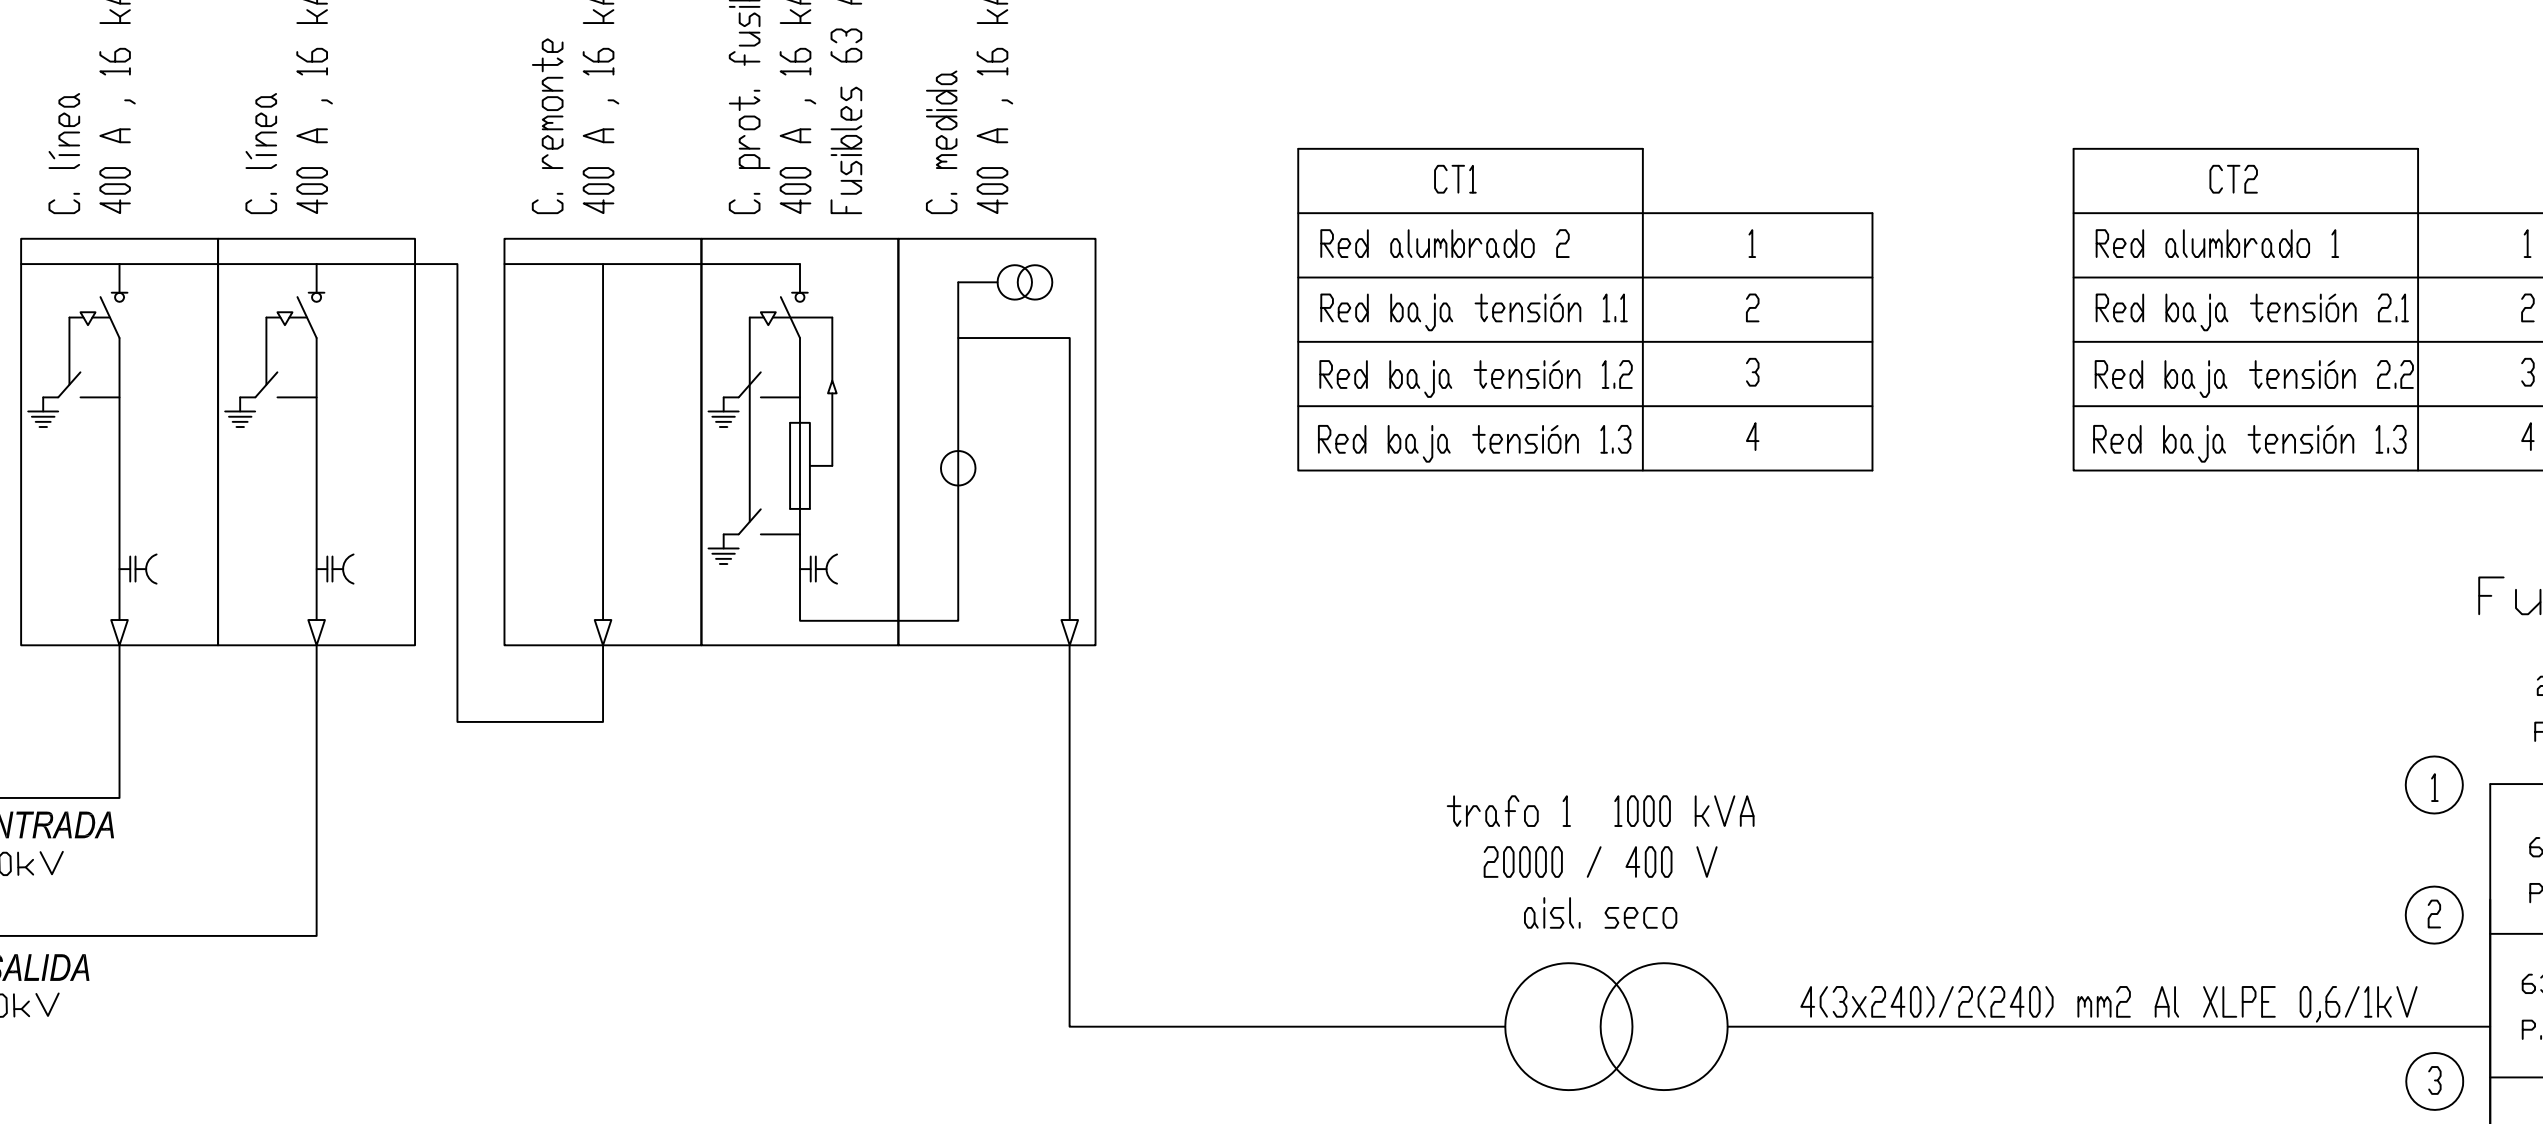 C. línea
400 A , 16
C. línea
400 A , 16
C. remonte
400 A , 16
C. prot.
400 A , 16
Fusibles 63
C. medida
400 A , 16
CT1
Red alumbrado 2 1
Red baja tensión 1.1 2
Red baja tensión 1.2 3
Red baja tensión 1.3 4
CT2
Red alumbrado 1 1
Red baja tensión 2.1 2
Red baja tensión 2.2 3
Red baja tensión 1.3 4
NTRADA
0kV
SALIDA
0kV
trafo 1 1000 kVA
20000 / 400 V
aisl. seco
4(3x240)/2(240) mm2 Al XLPE 0,6/1kV
1
2
3